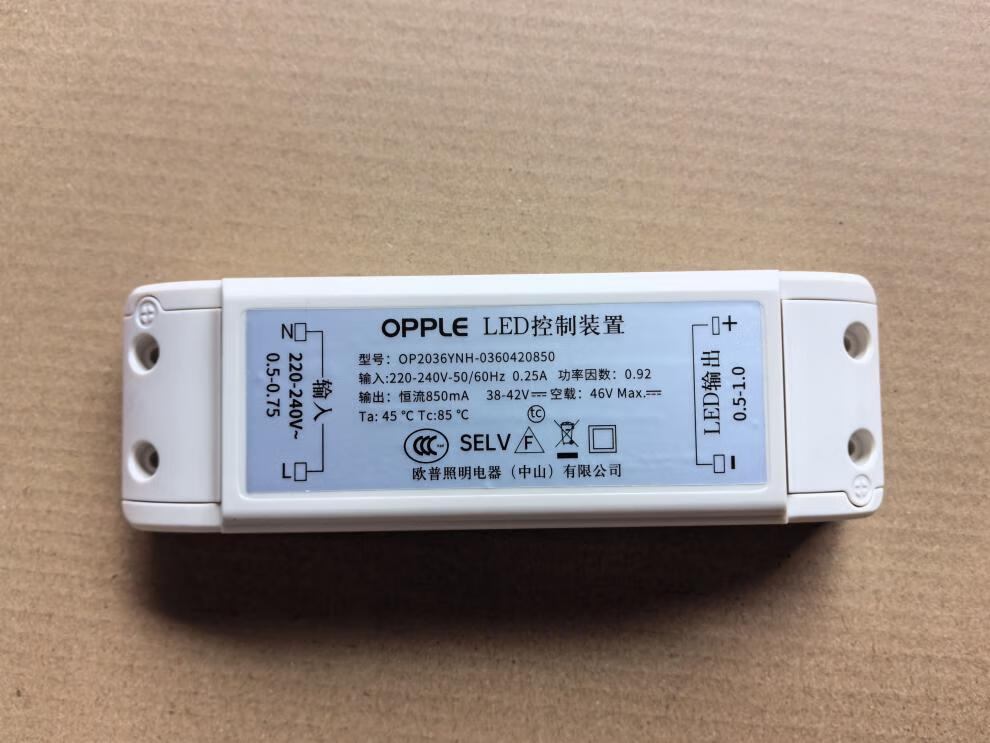 OPPLE LED控制装置
型号：OP2036YNH-0360420850
输入:220-240V-50/60Hz 0.25A 功率因数：0.92
输出：恒流850mA 38-42V⎓ 空载：46V Max.⎓
Ta: 45 ℃ Tc:85 ℃ tc
CCC SELV F
欧普照明电器（中山）有限公司
N
L
输入
220-240V~
0.5-0.75
+
-
LED输出
0.5-1.0